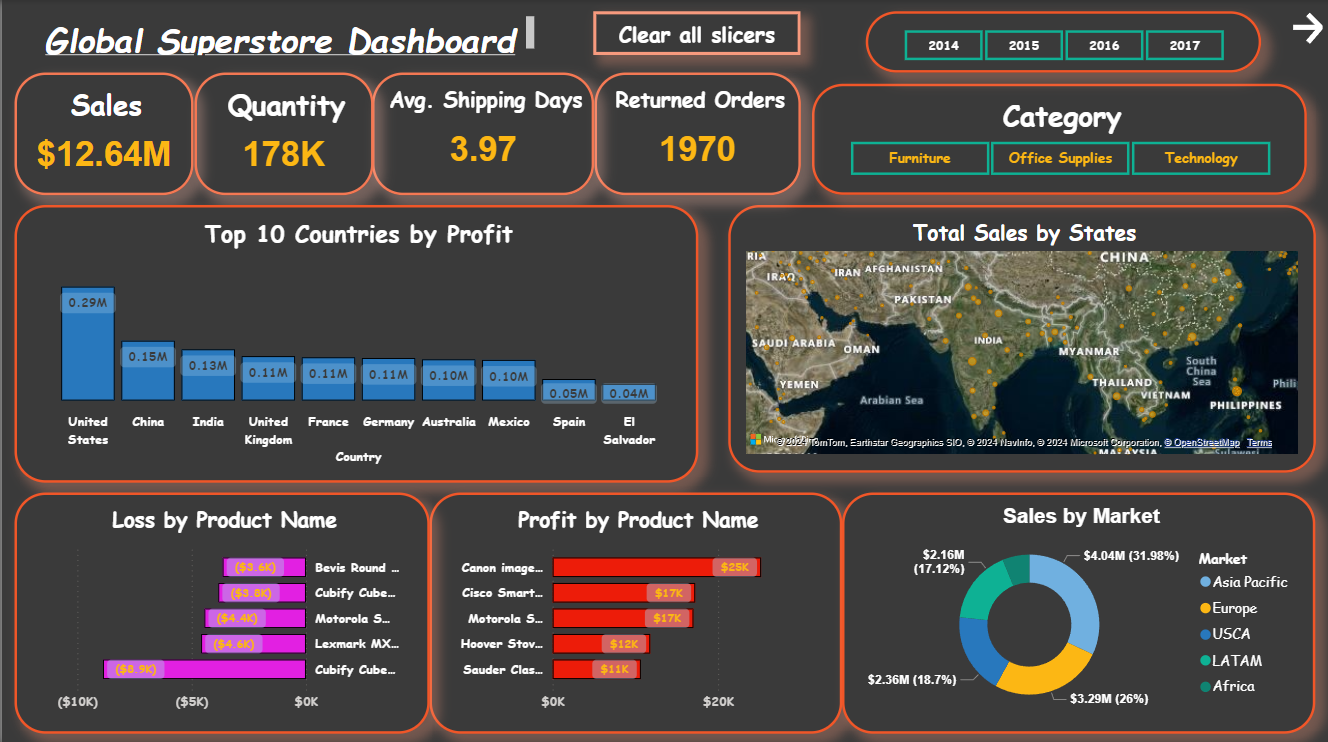 Global Superstore Dashboard
Clear all slicers
2014 2015 2016 2017
Sales
$12.64M
Quantity
178K
Avg. Shipping Days
3.97
Returned Orders
1970
Category
Furniture Office Supplies Technology
Top 10 Countries by Profit
0.29M 0.15M 0.13M 0.11M 0.11M 0.11M 0.10M 0.10M 0.05M 0.04M
United States China India United Kingdom France Germany Australia Mexico Spain El Salvador
Country
Total Sales by States
CHINA
IRAQ IRAN AFGHANISTAN
PAKISTAN
SAUDI ARABIA OMAN
INDIA
MYANMAR
South China Sea
YEMEN
THAILAND
VIETNAM
Arabian Sea
PHILIPPINES
Phili
© 2024 TomTom, Earthstar Geographics SIO, © 2024 NavInfo, © 2024 Microsoft Corporation, © OpenStreetMap Terms
MALAYSIA
Loss by Product Name
($3.6K) Bevis Round ...
($3.8K) Cubify Cube...
($4.4K) Motorola S...
($4.6K) Lexmark MX...
($8.9K) Cubify Cube...
($10K) ($5K) $0K
Profit by Product Name
Canon image... $25K
Cisco Smart... $17K
Motorola S... $17K
Hoover Stov... $12K
Sauder Clas... $11K
$0K $20K
Sales by Market
$4.04M (31.98%)
$3.29M (26%)
$2.36M (18.7%)
$2.16M
(17.12%)
Market
Asia Pacific
Europe
USCA
LATAM
Africa